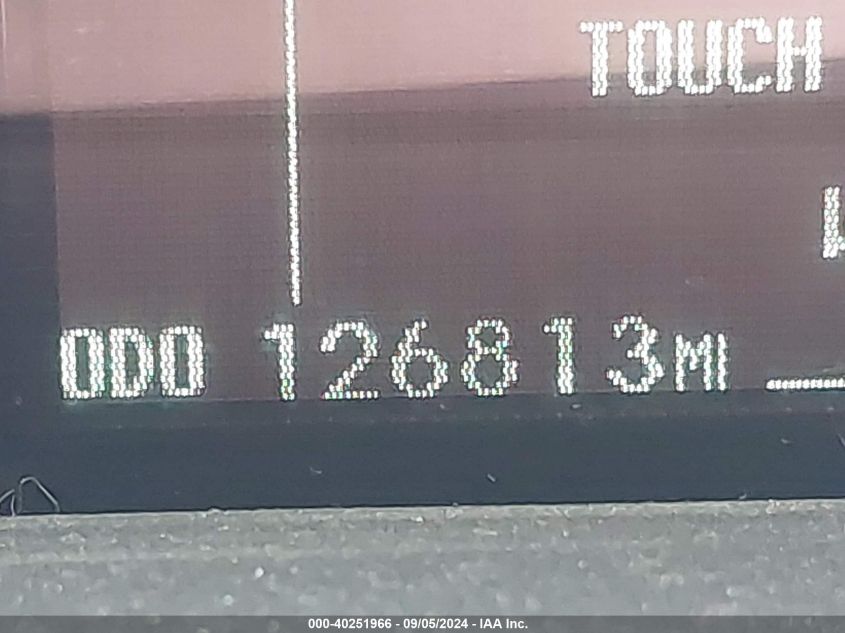 TOUCH
ODO 126813MI
000-40251966 - 09/05/2024 - IAA Inc.